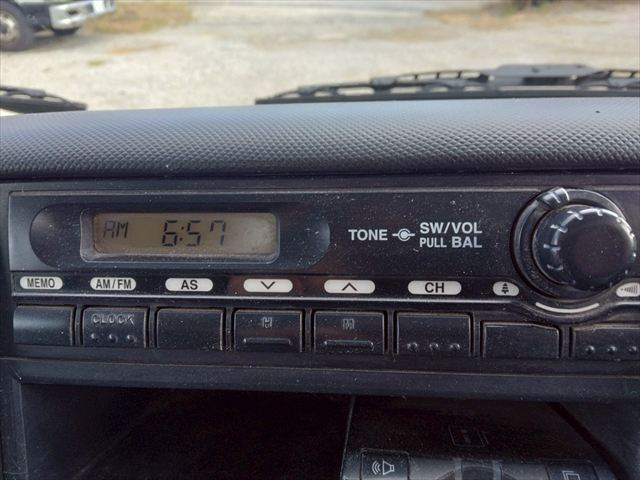 AM 6:57
TONE SW/VOL
PULL BAL
MEMO AM/FM AS CH
CLOCK H M